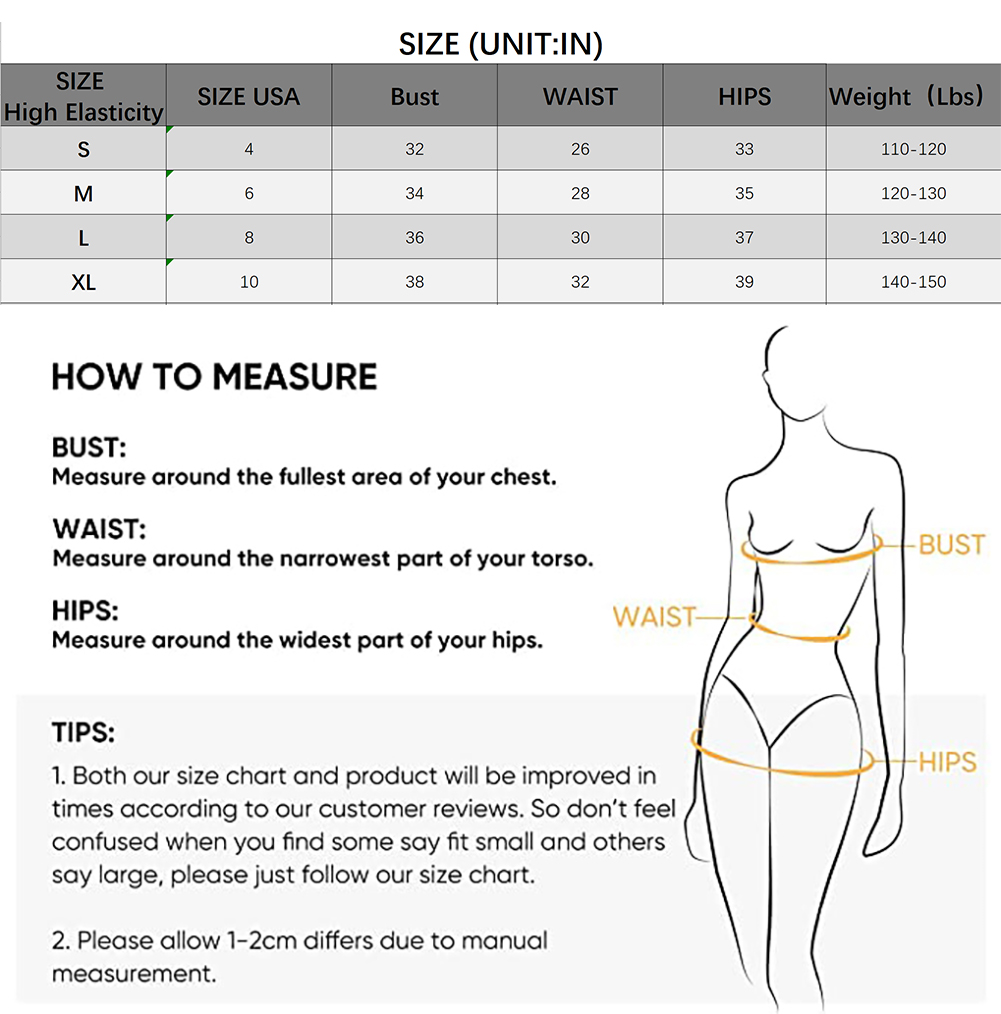 SIZE (UNIT:IN)
SIZE
High Elasticity
SIZE USA
Bust
WAIST
HIPS
Weight（Lbs）
S 4 32 26 33 110-120
M 6 34 28 35 120-130
L 8 36 30 37 130-140
XL 10 38 32 39 140-150
HOW TO MEASURE
BUST:
Measure around the fullest area of your chest.
WAIST:
Measure around the narrowest part of your torso.
HIPS:
Measure around the widest part of your hips.
BUST
WAIST
HIPS
TIPS:
1. Both our size chart and product will be improved in
times according to our customer reviews. So don't feel
confused when you find some say fit small and others
say large, please just follow our size chart.
2. Please allow 1-2cm differs due to manual
measurement.